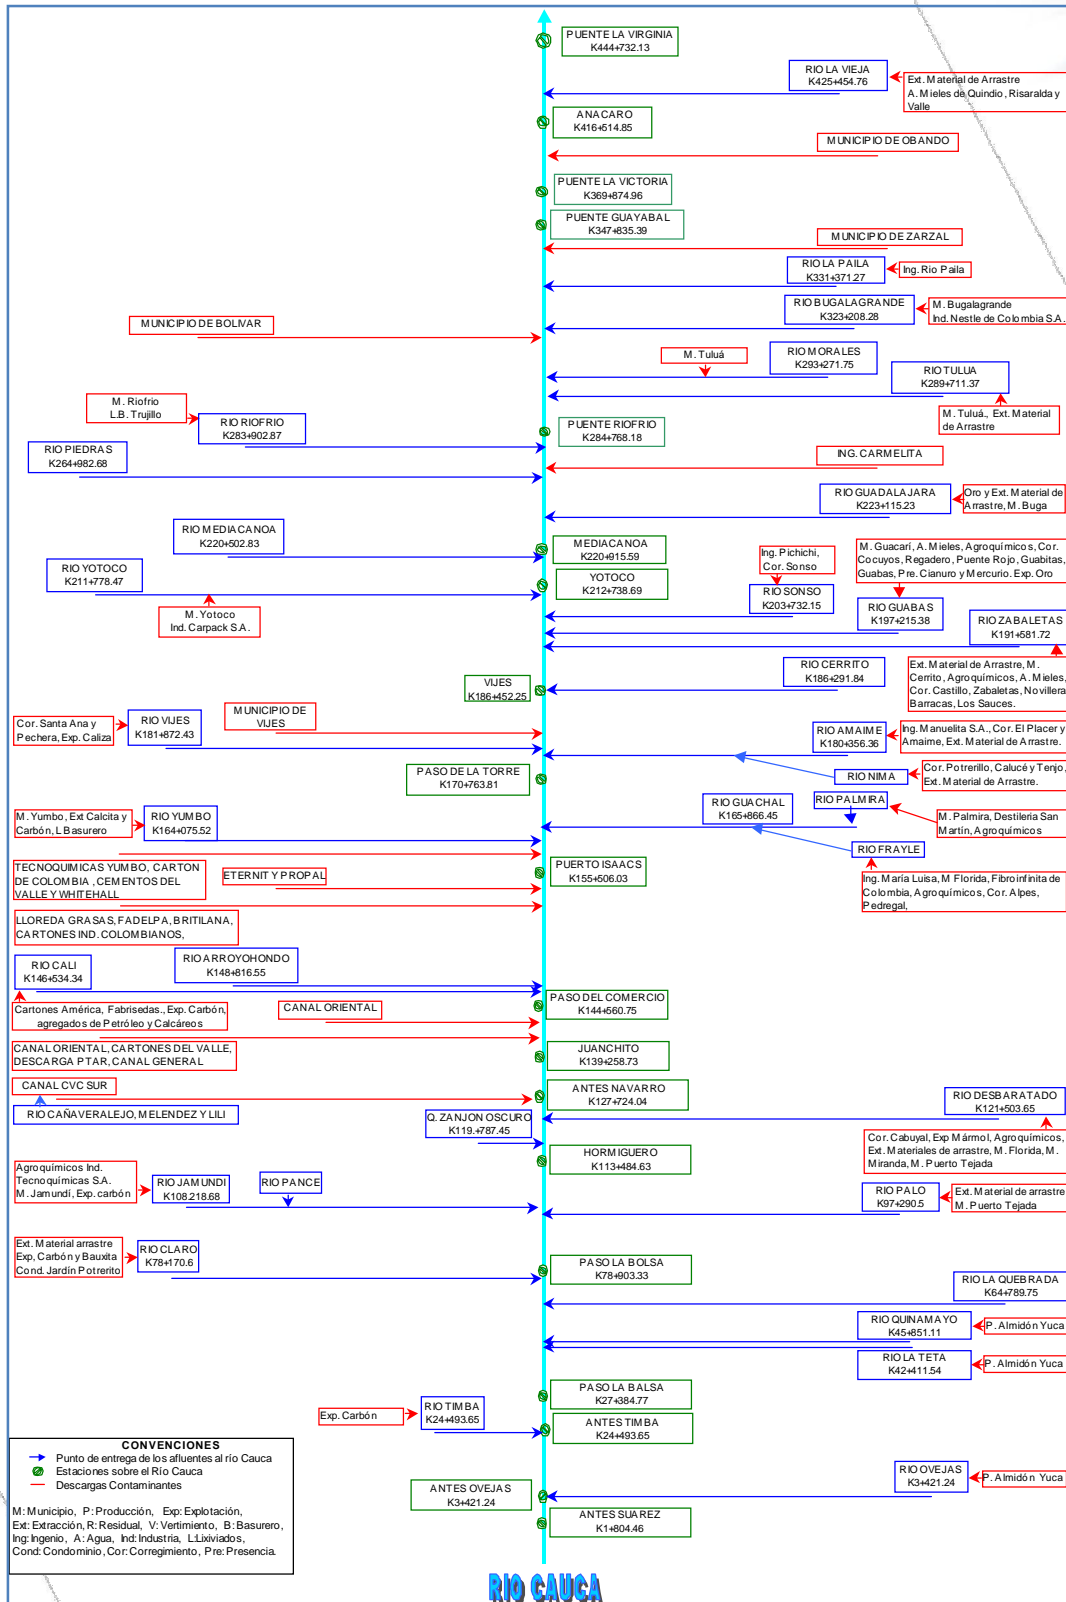 PUENTE LA VIRGINIA
K444+732.13
RIO LA VIEJA
K425+454.76
Ext. Material de Arrastre
A. Mieles de Quindio, Risaralda y
Valle
ANACARO
K416+514.85
MUNICIPIO DE OBANDO
PUENTE LA VICTORIA
K369+874.96
PUENTE GUAYABAL
K347+835.39
MUNICIPIO DE ZARZAL
RIO LA PAILA
K331+371.27
Ing. Rio Paila
RIO BUGALAGRANDE
K323+208.28
M. Bugalagrande
Ind. Nestle de Colombia S.A.
MUNICIPIO DE BOLIVAR
M. Tuluá
RIO MORALES
K293+271.75
RIO TULUA
K289+711.37
M. Tuluá., Ext. Material
de Arrastre
M. Riofrio
L.B. Trujillo
RIO RIOFRIO
K283+902.87
PUENTE RIOFRIO
K284+768.18
RIO PIEDRAS
K264+982.68
ING. CARMELITA
RIO GUADALAJARA
K223+115.23
Oro y Ext. Material de
Arrastre, M. Buga
RIO MEDIACANOA
K220+502.83
MEDIACANOA
K220+915.59
RIO YOTOCO
K211+778.47
YOTOCO
K212+738.69
M. Yotoco
Ind. Carpack S.A.
Ing. Pichichi,
Cor. Sonso
RIO SONSO
K203+732.15
M. Guacarí, A. Mieles, Agroquímicos, Cor.
Cocuyos, Regadero, Puente Rojo, Guabitas,
Guabas, Pre. Cianuro y Mercurio. Exp. Oro
RIO GUABAS
K197+215.38
RIO ZABALETAS
K191+581.72
Ext. Material de Arrastre, M.
Cerrito, Agroquímicos, A. Mieles,
Cor. Castillo, Zabaletas, Novillera
Barracas, Los Sauces.
RIO CERRITO
K186+291.84
VIJES
K186+452.25
MUNICIPIO DE
VIJES
Cor. Santa Ana y
Pechera, Exp. Caliza
RIO VIJES
K181+872.43
RIO AMAIME
K180+356.36
Ing. Manuelita S.A., Cor. El Placer y
Amaime, Ext. Material de Arrastre.
PASO DE LA TORRE
K170+763.81
RIO NIMA
Cor. Potrerillo, Calucé y Tenjo,
Ext. Material de Arrastre.
M. Yumbo, Ext Calcita y
Carbón, L Basurero
RIO YUMBO
K164+075.52
RIO GUACHAL
K165+866.45
RIO PALMIRA
M. Palmira, Destileria San
Martín, Agroquímicos
RIO FRAYLE
Ing. María Luisa, M Florida, Fibroinfinita de
Colombia, Agroquímicos, Cor. Alpes,
Pedregal,
TECNOQUIMICAS YUMBO, CARTON
DE COLOMBIA , CEMENTOS DEL
VALLE Y WHITEHALL
ETERNIT Y PROPAL
PUERTO ISAACS
K155+506.03
LLOREDA GRASAS, FADELPA, BRITILANA,
CARTONES IND. COLOMBIANOS,
RIO CALI
K146+534.34
RIO ARROYOHONDO
K148+816.55
Cartones América, Fabrisedas., Exp. Carbón,
agregados de Petróleo y Calcáreos
CANAL ORIENTAL
PASO DEL COMERCIO
K144+560.75
CANAL ORIENTAL, CARTONES DEL VALLE,
DESCARGA PTAR, CANAL GENERAL
JUANCHITO
K139+258.73
CANAL CVC SUR
RIO CAÑAVERALEJO, MELENDEZ Y LILI
ANTES NAVARRO
K127+724.04
RIO DESBARATADO
K121+503.65
Q. ZANJON OSCURO
K119.+787.45
Cor. Cabuyal, Exp Mármol, Agroquímicos,
Ext. Materiales de arrastre, M. Florida, M.
Miranda, M. Puerto Tejada
HORMIGUERO
K113+484.63
Agroquímicos Ind.
Tecnoquímicas S.A.
M. Jamundí, Exp. carbón
RIO JAMUNDI
K108.218.68
RIO PANCE
RIO PALO
K97+290.5
Ext. Material de arrastre
M. Puerto Tejada
Ext. Material arrastre
Exp, Carbón y Bauxita
Cond. Jardín Potrerito
RIO CLARO
K78+170.6
PASO LA BOLSA
K78+903.33
RIO LA QUEBRADA
K64+789.75
RIO QUINAMAYO
K45+851.11
P. Almidón Yuca
RIO LA TETA
K42+411.54
P. Almidón Yuca
PASO LA BALSA
K27+384.77
Exp. Carbón
RIO TIMBA
K24+493.65
ANTES TIMBA
K24+493.65
RIO OVEJAS
K3+421.24
P. Almidón Yuca
ANTES OVEJAS
K3+421.24
ANTES SUAREZ
K1+804.46
CONVENCIONES
Punto de entrega de los afluentes al río Cauca
Estaciones sobre el Río Cauca
Descargas Contaminantes
M: Municipio, P: Producción, Exp: Explotación,
Ext: Extracción, R: Residual, V: Vertimiento, B: Basurero,
Ing: Ingenio, A: Agua, Ind: Industria, L:Lixiviados,
Cond: Condominio, Cor: Corregimiento, Pre: Presencia.
RIO CAUCA